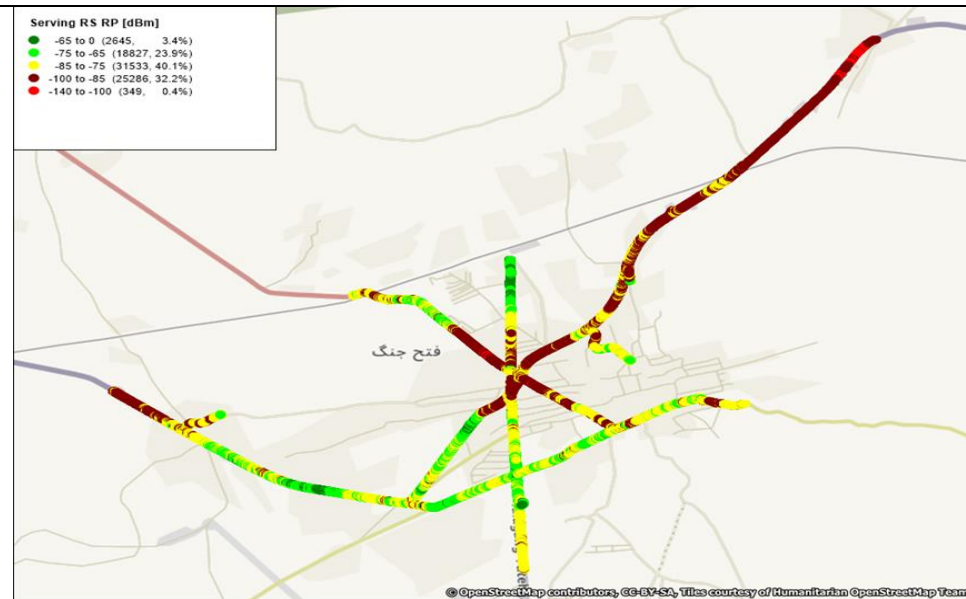 Serving RS RP [dBm]
-65 to 0 (2645, 3.4%)
-75 to -65 (18827, 23.9%)
-85 to -75 (31533, 40.1%)
-100 to -85 (25286, 32.2%)
-140 to -100 (349, 0.4%)
فتح جنگ
© OpenStreetMap contributors, CC-BY-SA, Tiles courtesy of Humanitarian OpenStreetMap Team